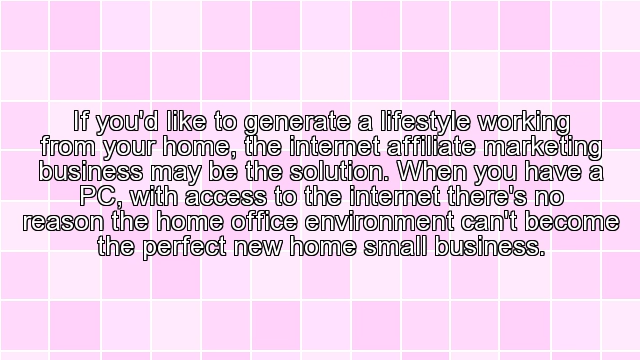 If you'd like to generate a lifestyle working
from your home, the internet affiliate marketing
business may be the solution. When you have a
PC, with access to the internet there's no
reason the home office environment can't become
the perfect new home small business.